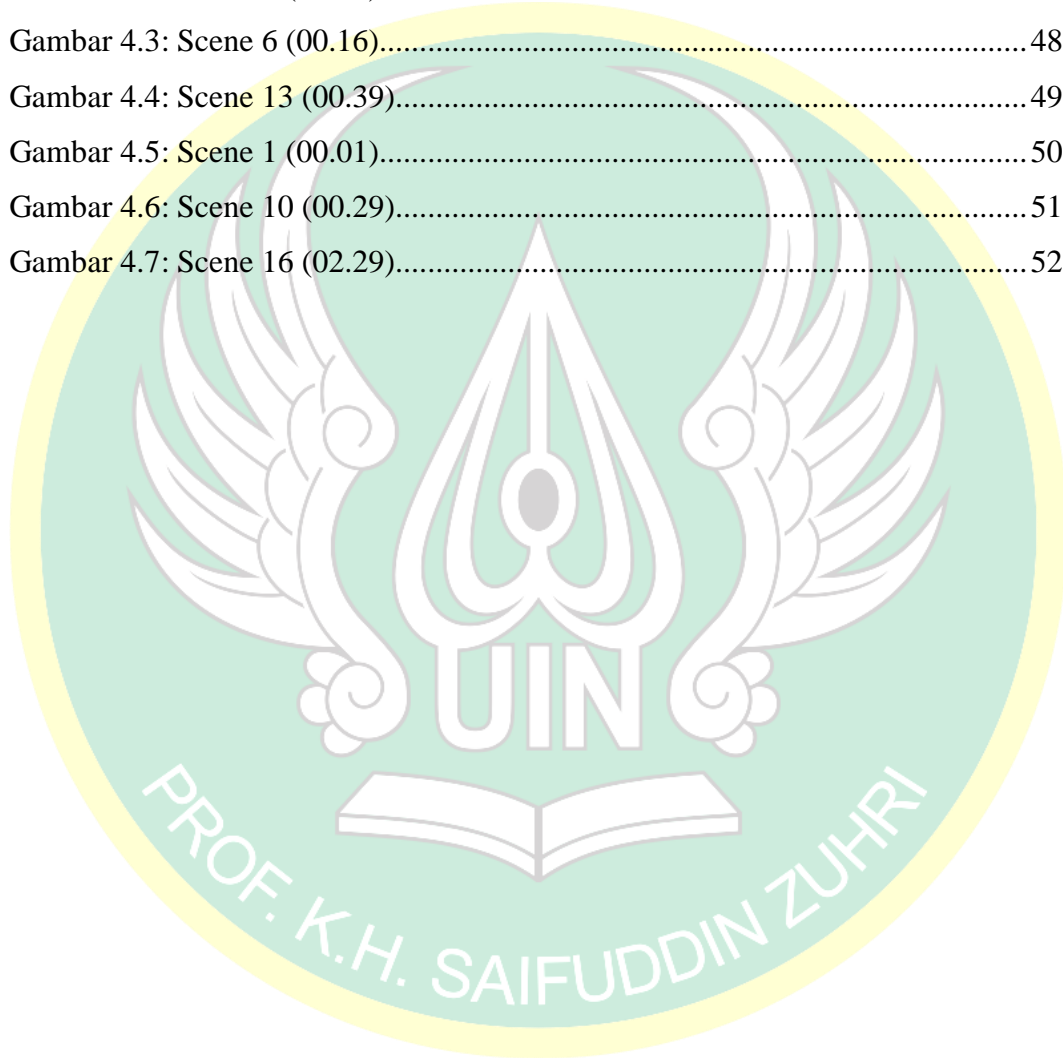 Gambar 4.3: Scene 6 (00.16)................................................................................48
Gambar 4.4: Scene 13 (00.39)..............................................................................49
Gambar 4.5: Scene 1 (00.01)................................................................................50
Gambar 4.6: Scene 10 (00.29)..............................................................................51
Gambar 4.7: Scene 16 (02.29)..............................................................................52
UIN
PROF. K.H. SAIFUDDIN ZUHRI